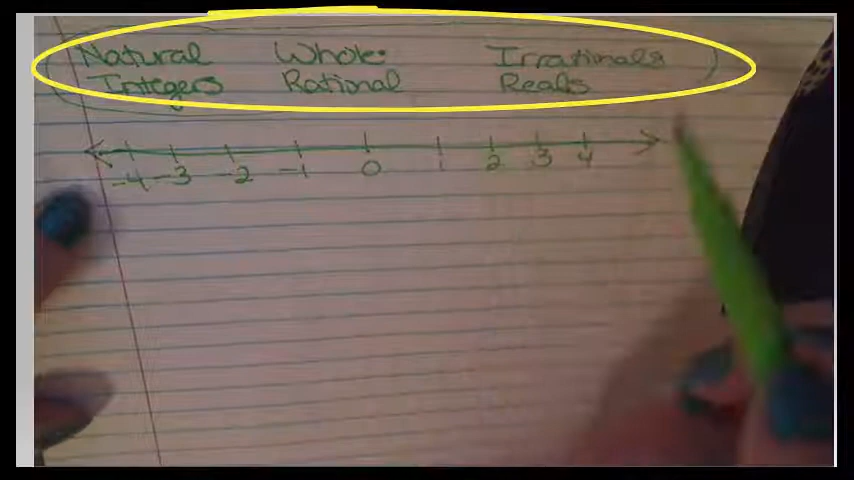 Natural Whole Irrationals
Integers Rational Reals
-4 -3 -2 -1 0 1 2 3 4